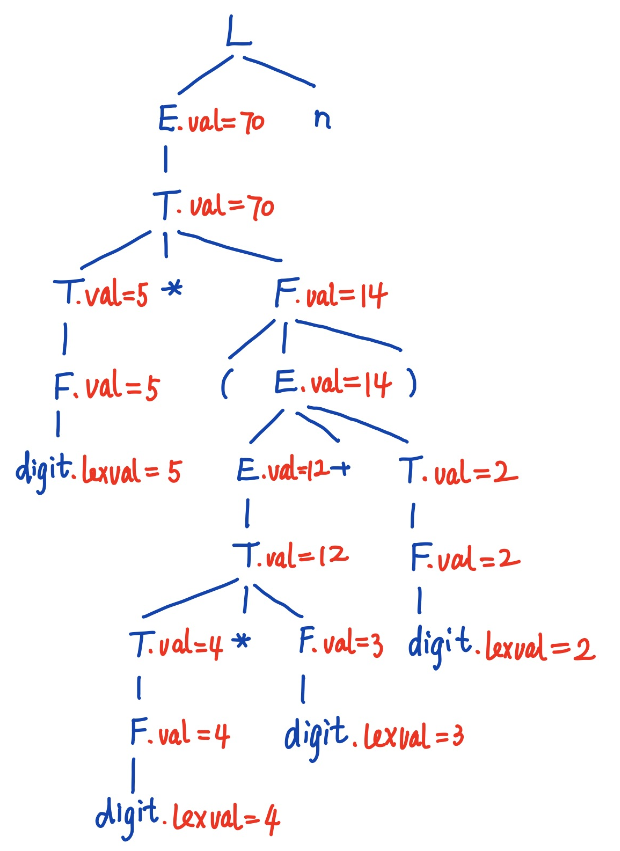 L
E.val=70 n
T.val=70
T.val=5 * F.val=14
F.val=5 ( E.val=14 )
digit.lexval=5 E.val=12 + T.val=2
T.val=12 F.val=2
T.val=4 * F.val=3 digit.lexval=2
F.val=4 digit.lexval=3
digit.lexval=4